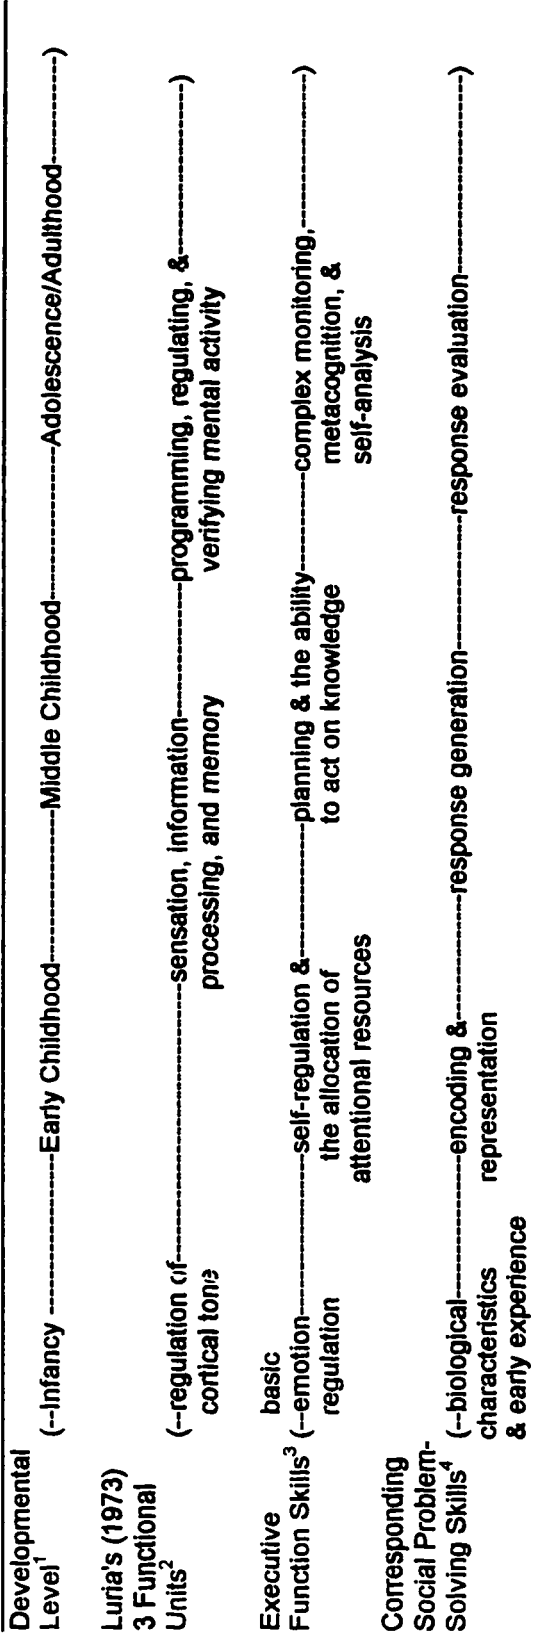 Developmental
Level1 (--Infancy ----------------Early Childhood----------------Middle Childhood----------------Adolescence/Adulthood------------)
Luria's (1973)
3 Functional (--regulation of--------------------------sensation, information----------------programming, regulating, &----------------)
Units2 cortical tone processing, and memory verifying mental activity
Executive basic
Function Skills3 (--emotion----------------self-regulation &------------planning & the ability---------complex monitoring,----------------)
regulation the allocation of to act on knowledge metacognition, &
attentional resources self-analysis
Corresponding
Social Problem- (--biological------------encoding &----------------response generation----------------response evaluation----------------------)
Solving Skills4 characteristics representation
& early experience